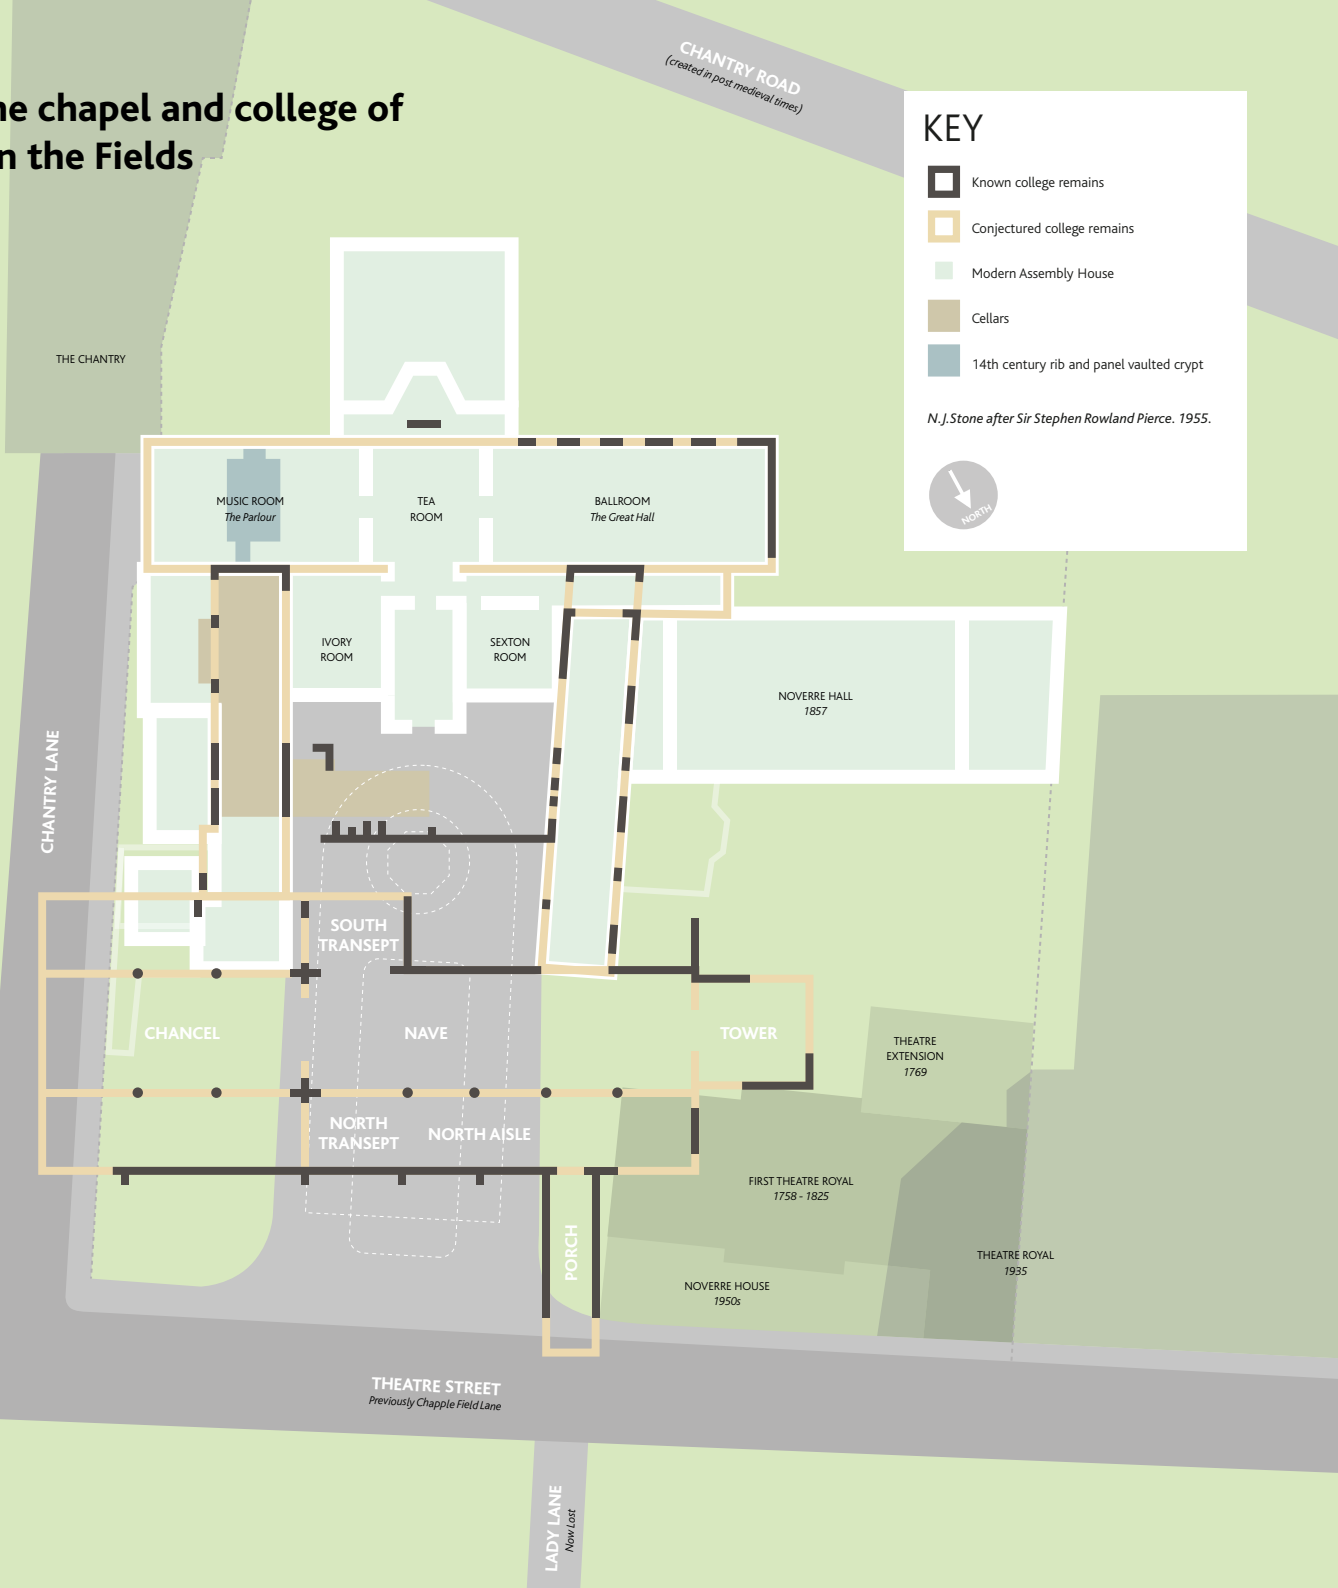 ne chapel and college of
n the Fields
CHANTRY ROAD
(created in post medieval times)
KEY
Known college remains
Conjectured college remains
Modern Assembly House
Cellars
14th century rib and panel vaulted crypt
N.J.Stone after Sir Stephen Rowland Pierce. 1955.
NORTH
THE CHANTRY
MUSIC ROOM
The Parlour
TEA
ROOM
BALLROOM
The Great Hall
IVORY
ROOM
SEXTON
ROOM
NOVERRE HALL
1857
CHANTRY LANE
SOUTH
TRANSEPT
CHANCEL
NAVE
TOWER
THEATRE
EXTENSION
1769
NORTH
TRANSEPT
NORTH AISLE
FIRST THEATRE ROYAL
1758 - 1825
PORCH
THEATRE ROYAL
1935
NOVERRE HOUSE
1950s
THEATRE STREET
Previously Chapple Field Lane
LADY LANE
Now Lost